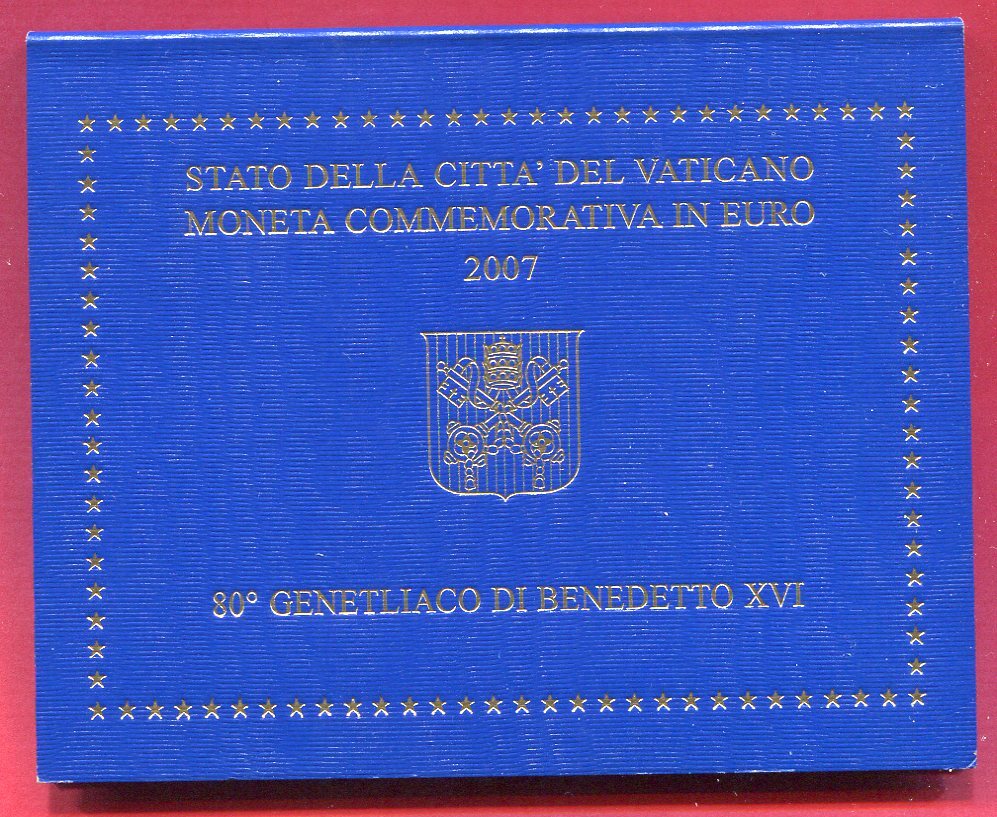 STATO DELLA CITTA' DEL VATICANO
MONETA COMMEMORATIVA IN EURO
2007
80° GENETLIACO DI BENEDETTO XVI